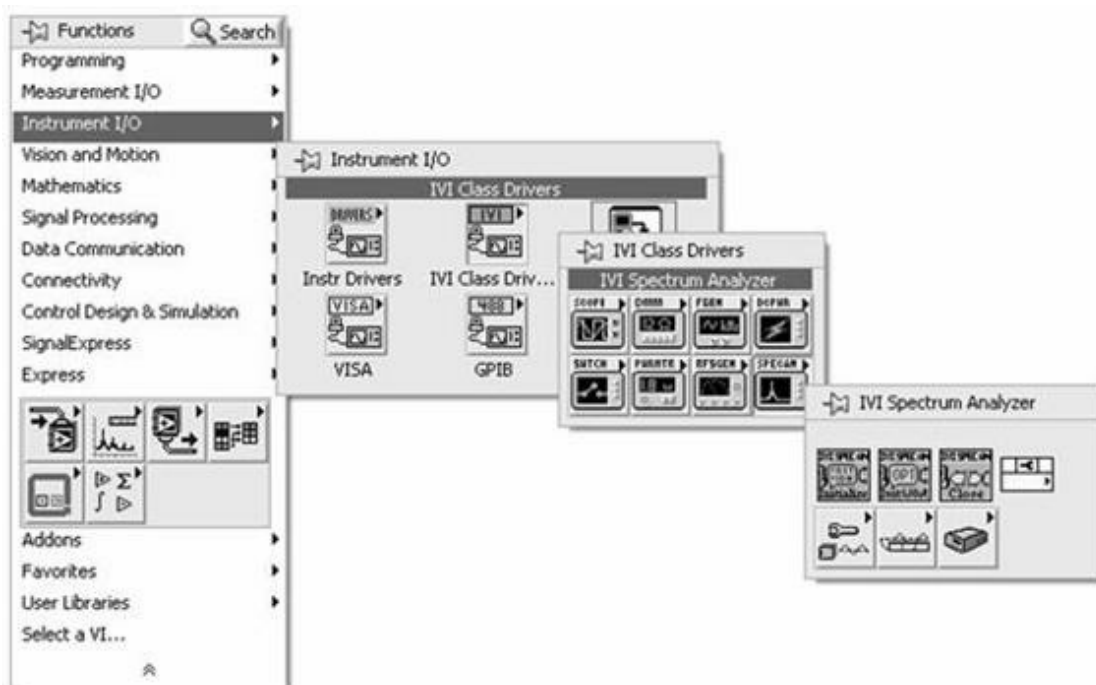 Functions Search
Programming
Measurement I/O
Instrument I/O
Vision and Motion
Mathematics
Signal Processing
Data Communication
Connectivity
Control Design & Simulation
SignalExpress
Express
Addons
Favorites
User Libraries
Select a VI...
Instrument I/O
IVI Class Drivers
DRIVERS IVI
Instr Drivers IVI Class Driv...
VISA 488
VISA GPIB
IVI Class Drivers
IVI Spectrum Analyzer
SCOPE DMM FGEN DCPWR
SWTCH PWRMTR RFSGEN SPECAN
IVI Spectrum Analyzer
Initialize Close